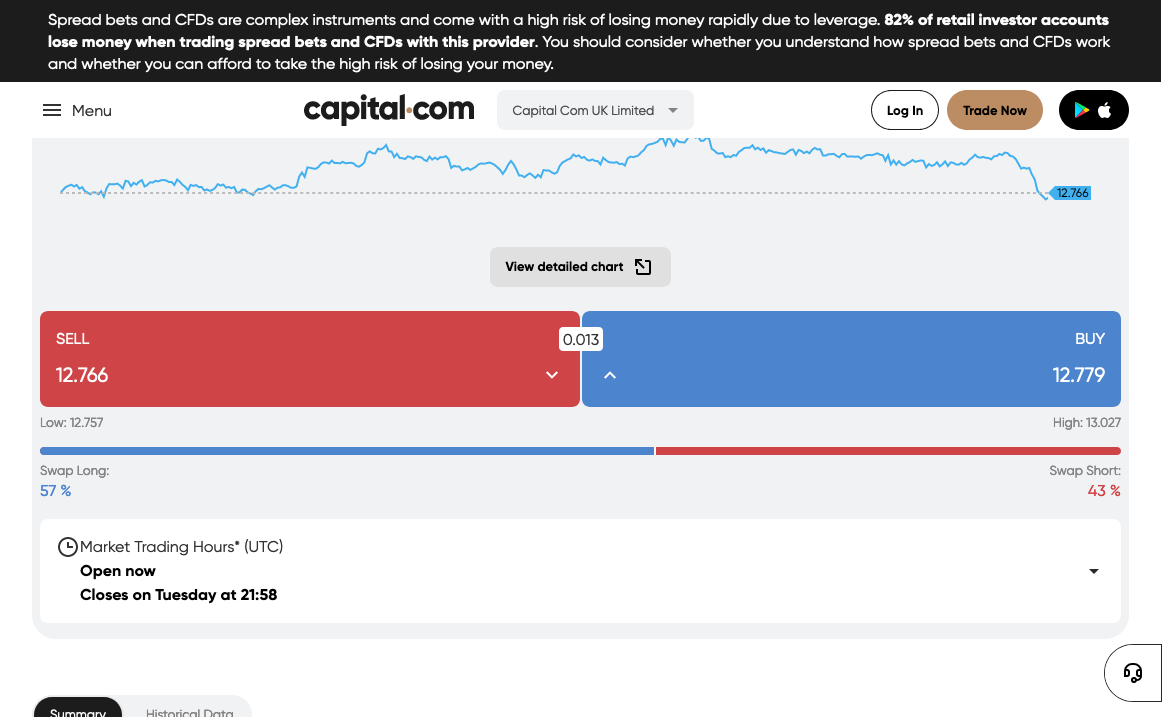 Spread bets and CFDs are complex instruments and come with a high risk of losing money rapidly due to leverage. 82% of retail investor accounts
lose money when trading spread bets and CFDs with this provider. You should consider whether you understand how spread bets and CFDs work
and whether you can afford to take the high risk of losing your money.
Menu
capital.com
Capital Com UK Limited
Log In
Trade Now
12.766
View detailed chart
SELL
0.013
BUY
12.766
12.779
Low: 12.757
High: 13.027
Swap Long:
Swap Short:
57 %
43 %
Market Trading Hours* (UTC)
Open now
Closes on Tuesday at 21:58
Summary
Historical Data